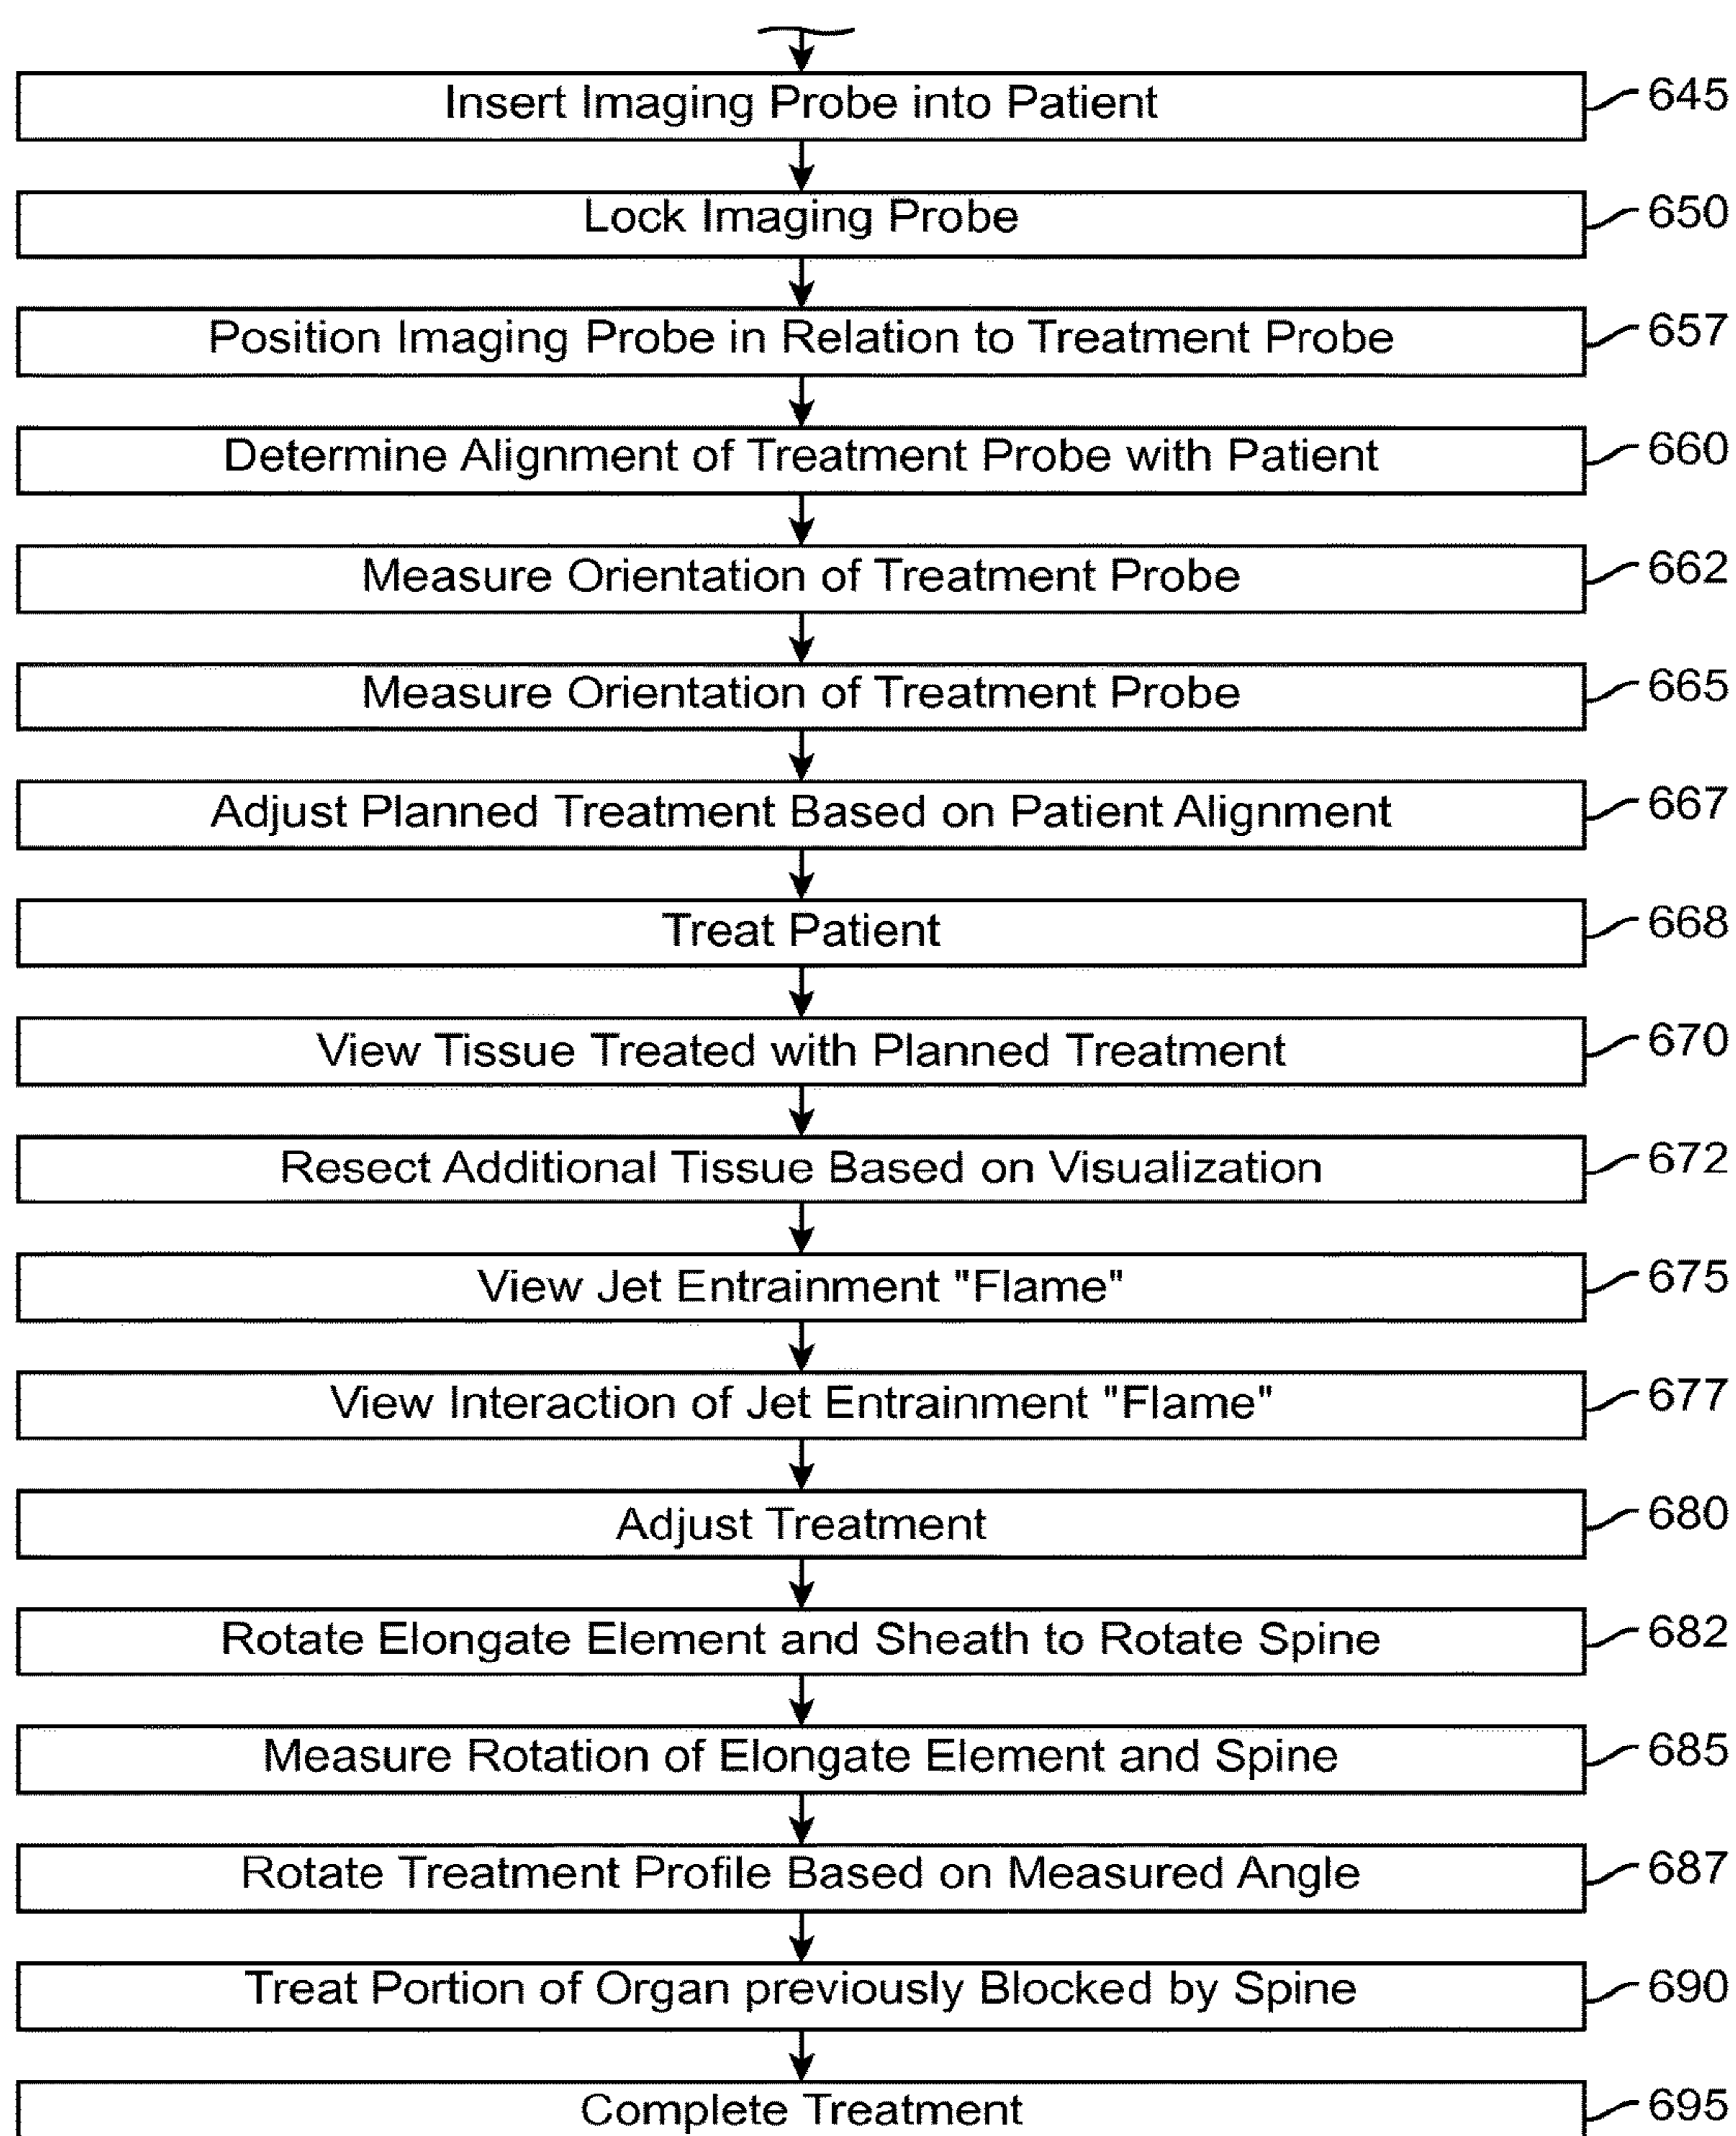 Insert Imaging Probe into Patient 645
Lock Imaging Probe 650
Position Imaging Probe in Relation to Treatment Probe 657
Determine Alignment of Treatment Probe with Patient 660
Measure Orientation of Treatment Probe 662
Measure Orientation of Treatment Probe 665
Adjust Planned Treatment Based on Patient Alignment 667
Treat Patient 668
View Tissue Treated with Planned Treatment 670
Resect Additional Tissue Based on Visualization 672
View Jet Entrainment "Flame" 675
View Interaction of Jet Entrainment "Flame" 677
Adjust Treatment 680
Rotate Elongate Element and Sheath to Rotate Spine 682
Measure Rotation of Elongate Element and Spine 685
Rotate Treatment Profile Based on Measured Angle 687
Treat Portion of Organ previously Blocked by Spine 690
Complete Treatment 695